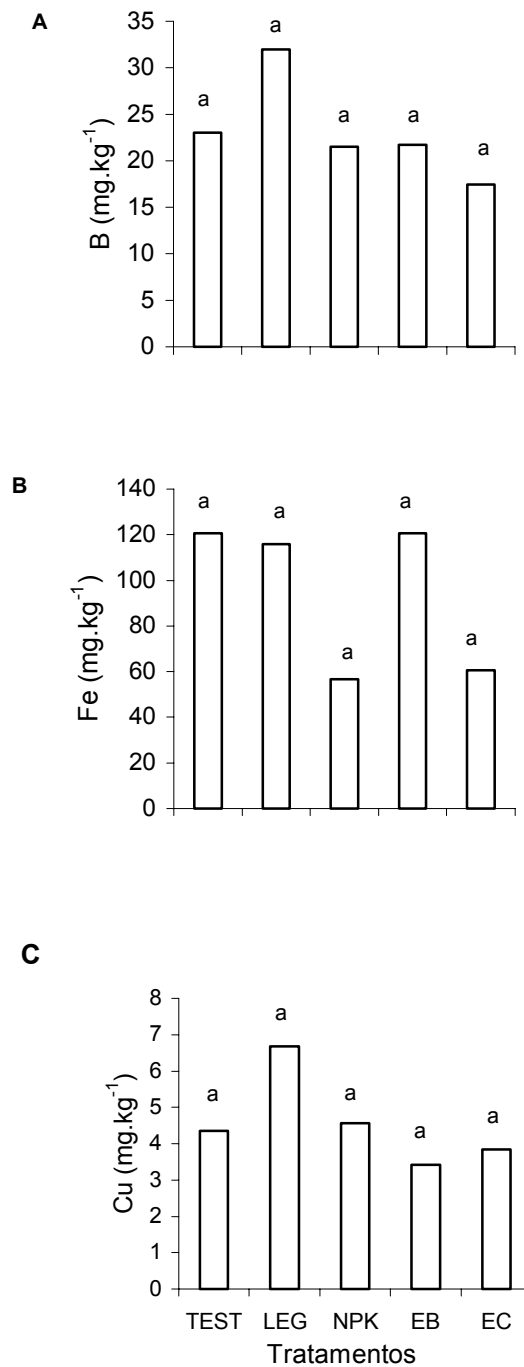 A
B (mg.kg⁻¹)
35
30
25
20
15
10
5
0
a
a
a
a
a
B
Fe (mg.kg⁻¹)
140
120
100
80
60
40
20
0
a
a
a
a
a
C
Cu (mg.kg⁻¹)
8
7
6
5
4
3
2
1
0
a
a
a
a
a
TEST LEG NPK EB EC
Tratamentos